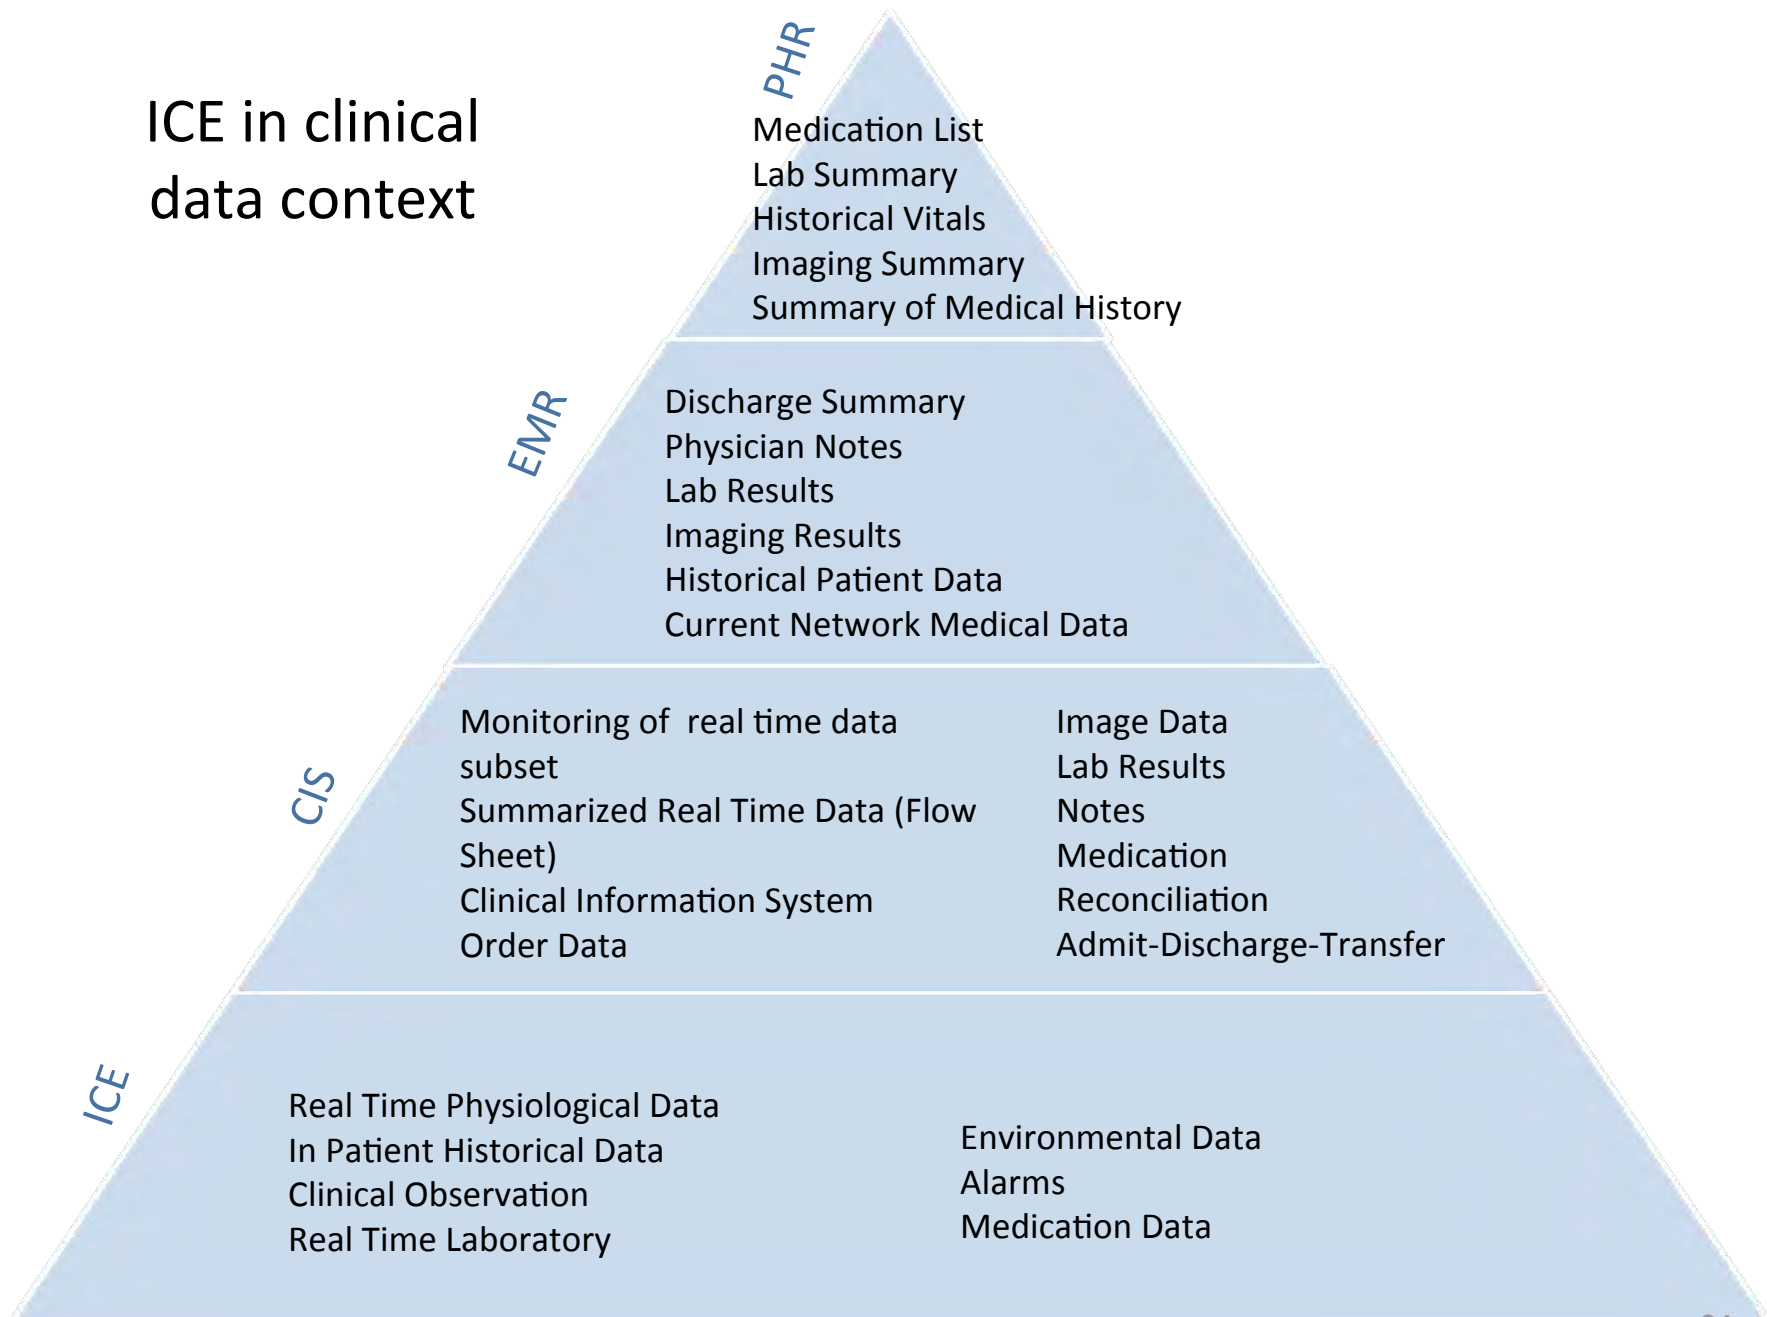 ICE in clinical
data context
PHR
Medication List
Lab Summary
Historical Vitals
Imaging Summary
Summary of Medical History
EMR
Discharge Summary
Physician Notes
Lab Results
Imaging Results
Historical Patient Data
Current Network Medical Data
CIS
Monitoring of  real time data
subset
Summarized Real Time Data (Flow
Sheet)
Clinical Information System
Order Data
Image Data
Lab Results
Notes
Medication
Reconciliation
Admit-Discharge-Transfer
ICE
Real Time Physiological Data
In Patient Historical Data
Clinical Observation
Real Time Laboratory
Environmental Data
Alarms
Medication Data